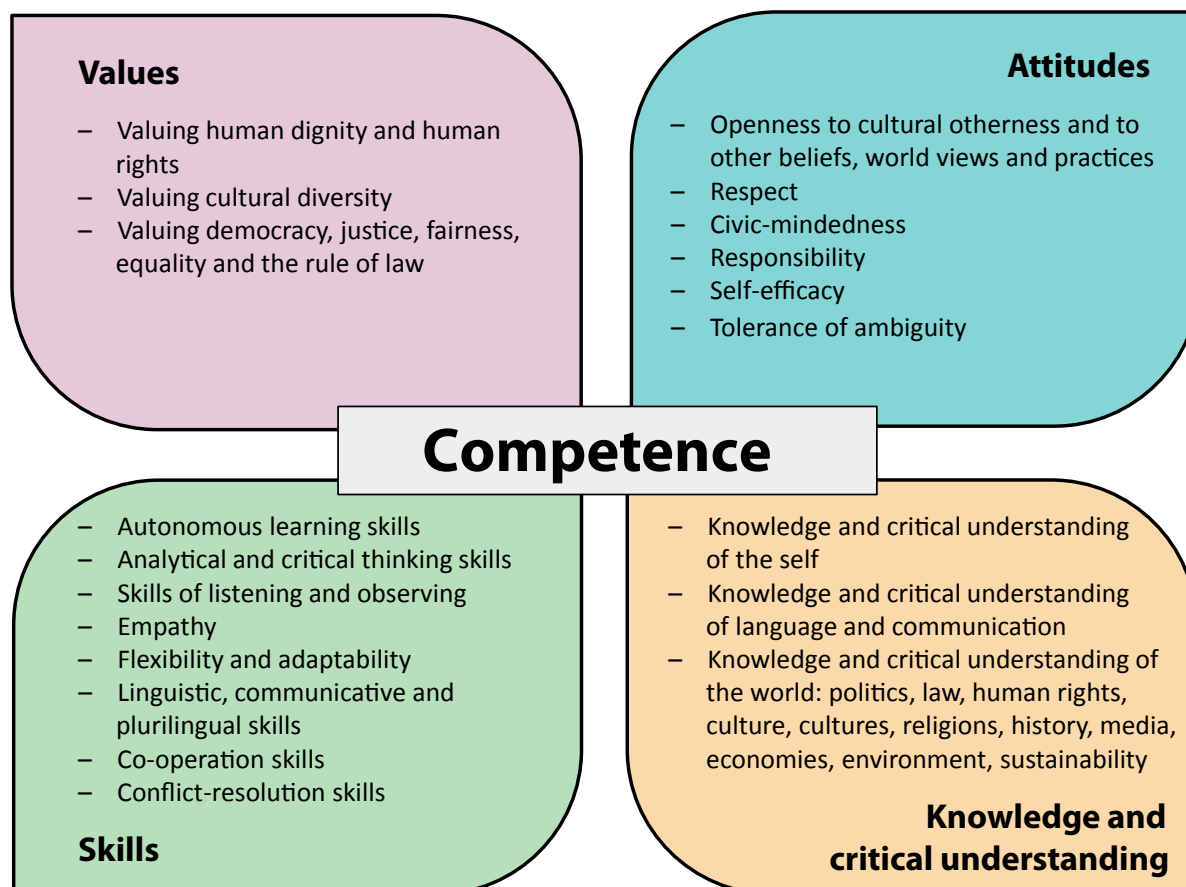 Values
– Valuing human dignity and human
rights
– Valuing cultural diversity
– Valuing democracy, justice, fairness,
equality and the rule of law
Attitudes
– Openness to cultural otherness and to
other beliefs, world views and practices
– Respect
– Civic-mindedness
– Responsibility
– Self-efficacy
– Tolerance of ambiguity
Competence
– Autonomous learning skills
– Analytical and critical thinking skills
– Skills of listening and observing
– Empathy
– Flexibility and adaptability
– Linguistic, communicative and
plurilingual skills
– Co-operation skills
– Conflict-resolution skills
Skills
– Knowledge and critical understanding
of the self
– Knowledge and critical understanding
of language and communication
– Knowledge and critical understanding of
the world: politics, law, human rights,
culture, cultures, religions, history, media,
economies, environment, sustainability
Knowledge and
critical understanding